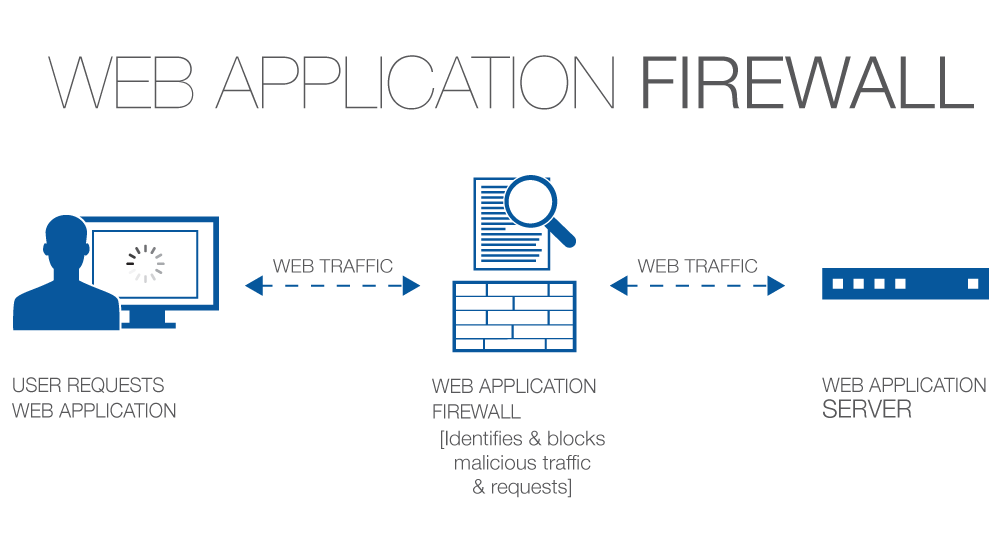 WEB APPLICATION FIREWALL
WEB TRAFFIC
WEB TRAFFIC
USER REQUESTS
WEB APPLICATION
WEB APPLICATION
FIREWALL
[Identifies & blocks
malicious traffic
& requests]
WEB APPLICATION
SERVER